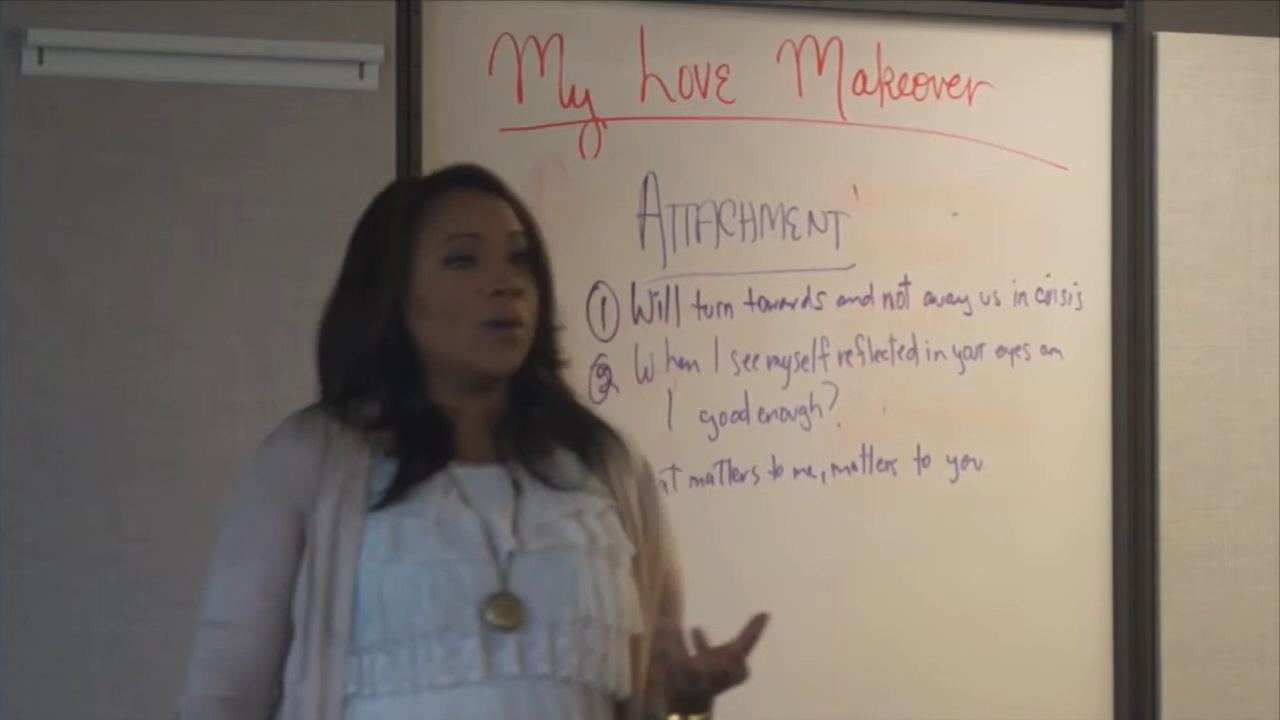 My Love Makeover
ATTACHMENT
① Will turn towards and not away us in crisis
② When I see myself reflected in your eyes am
I good enough?
matters to me, matters to you